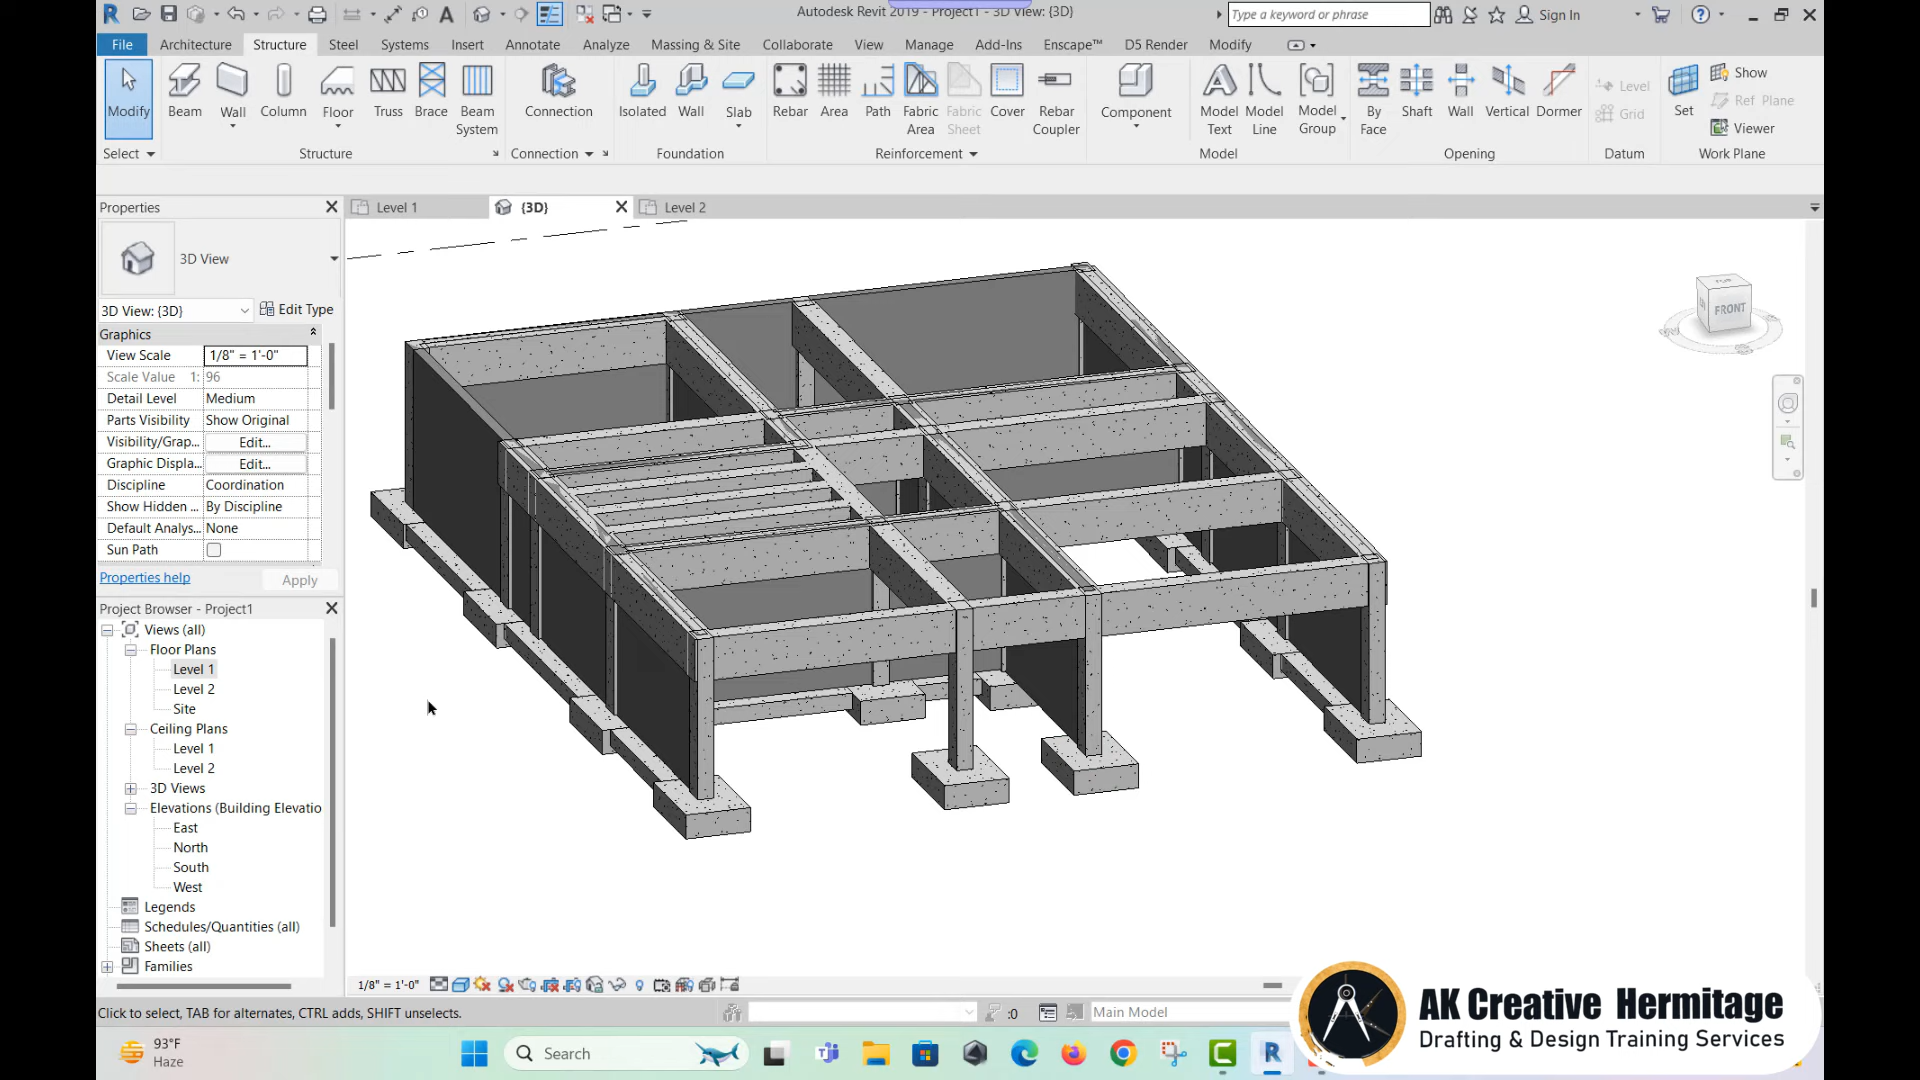 Autodesk Revit 2019 - Project1 - 3D View: {3D}
Type a keyword or phrase
Sign In
File Architecture Structure Steel Systems Insert Annotate Analyze Massing & Site Collaborate View Manage Add-Ins Enscape™ D5 Render Modify
Modify Beam Wall Column Floor Truss Brace Beam System Connection Isolated Wall Slab Rebar Area Path Fabric Area Fabric Sheet Cover Rebar Coupler Component Model Text Model Line Model Group By Face Shaft Wall Vertical Dormer Level Grid Set Show Ref Plane Viewer
Select Structure Connection Foundation Reinforcement Model Opening Datum Work Plane
Properties
Level 1 {3D} Level 2
3D View
3D View: {3D} Edit Type
Graphics
View Scale 1/8" = 1'-0"
Scale Value 1: 96
Detail Level Medium
Parts Visibility Show Original
Visibility/Grap... Edit...
Graphic Displa... Edit...
Discipline Coordination
Show Hidden ... By Discipline
Default Analys... None
Sun Path
Properties help Apply
FRONT
Project Browser - Project1
Views (all)
Floor Plans
Level 1
Level 2
Site
Ceiling Plans
Level 1
Level 2
3D Views
Elevations (Building Elevatio
East
North
South
West
Legends
Schedules/Quantities (all)
Sheets (all)
Families
1/8" = 1'-0"
Click to select, TAB for alternates, CTRL adds, SHIFT unselects.
:0
Main Model
AK Creative Hermitage
Drafting & Design Training Services
93°F
Haze
Search